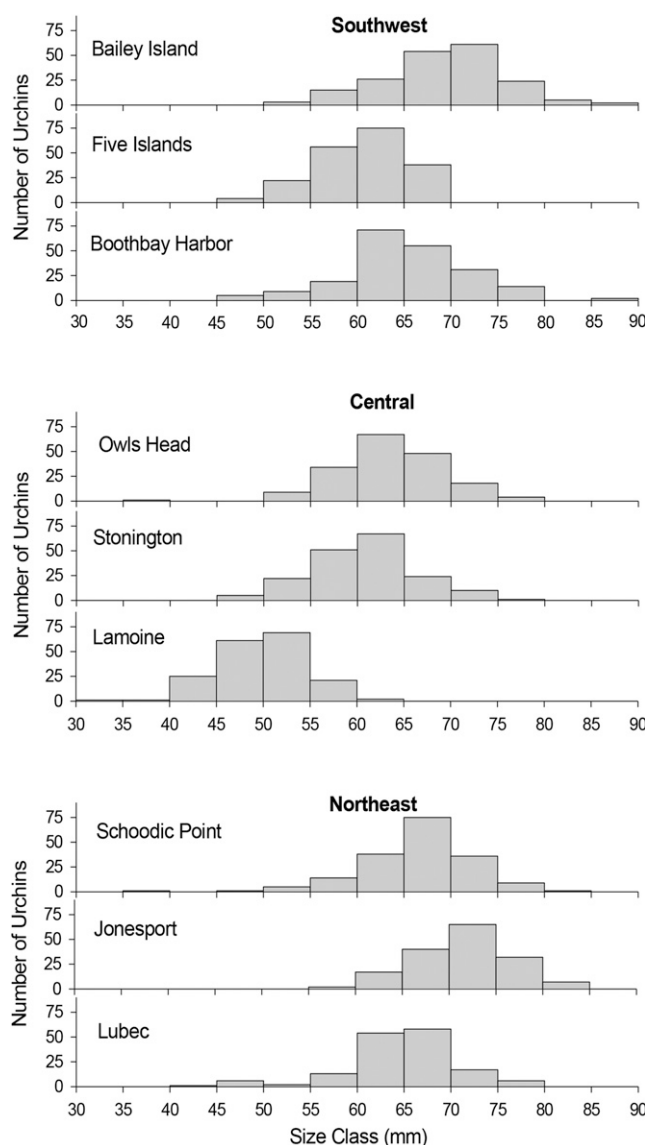 Southwest
Number of Urchins
75
50
25
0
Bailey Island
75
50
25
0
Five Islands
75
50
25
0
Boothbay Harbor
30 35 40 45 50 55 60 65 70 75 80 85 90
Central
Number of Urchins
75
50
25
0
Owls Head
75
50
25
0
Stonington
75
50
25
0
Lamoine
30 35 40 45 50 55 60 65 70 75 80 85 90
Northeast
Number of Urchins
75
50
25
0
Schoodic Point
75
50
25
0
Jonesport
75
50
25
0
Lubec
30 35 40 45 50 55 60 65 70 75 80 85 90
Size Class (mm)